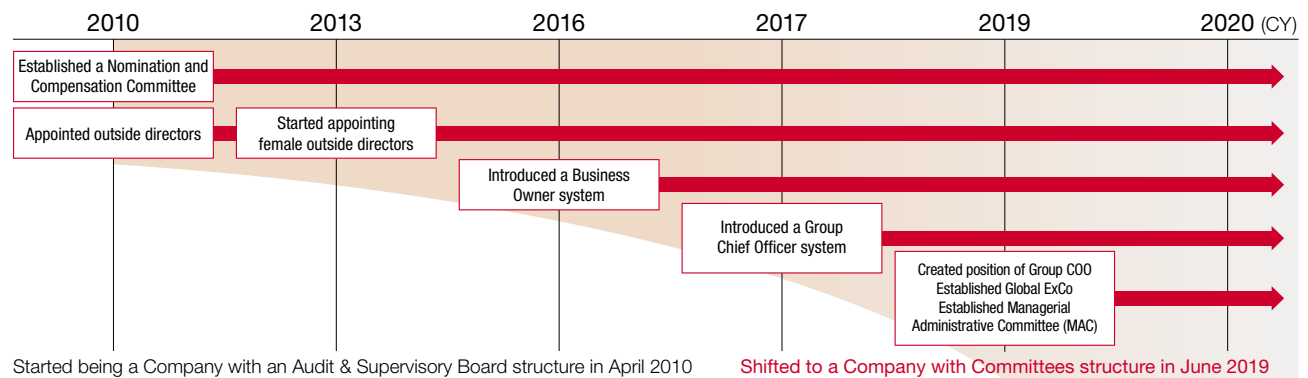 2010 2013 2016 2017 2019 2020 (CY)
Established a Nomination and
Compensation Committee
Appointed outside directors
Started appointing
female outside directors
Introduced a Business
Owner system
Introduced a Group
Chief Officer system
Created position of Group COO
Established Global ExCo
Established Managerial
Administrative Committee (MAC)
Started being a Company with an Audit & Supervisory Board structure in April 2010
Shifted to a Company with Committees structure in June 2019